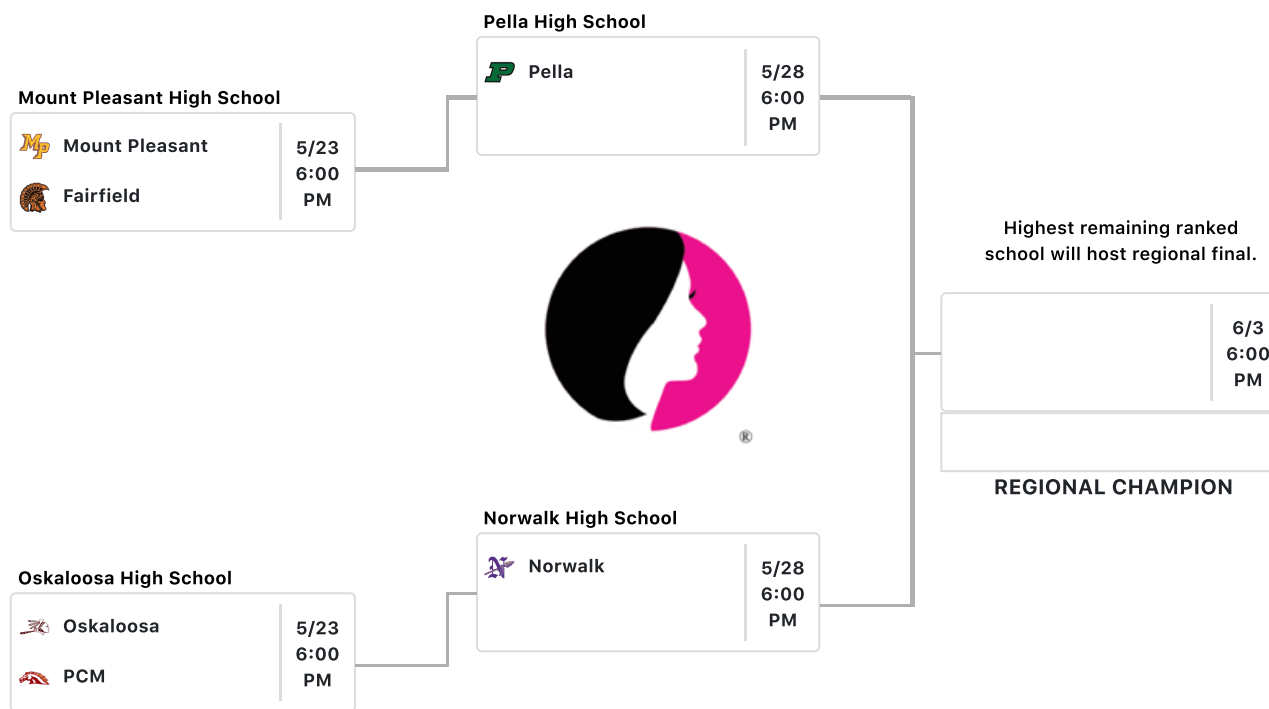 Pella High School
Pella
5/28
6:00
PM
Mount Pleasant High School
MP
Mount Pleasant
Fairfield
5/23
6:00
PM
Highest remaining ranked
school will host regional final.
6/3
6:00
PM
REGIONAL CHAMPION
®
Norwalk High School
N
Norwalk
5/28
6:00
PM
Oskaloosa High School
Oskaloosa
PCM
5/23
6:00
PM
P